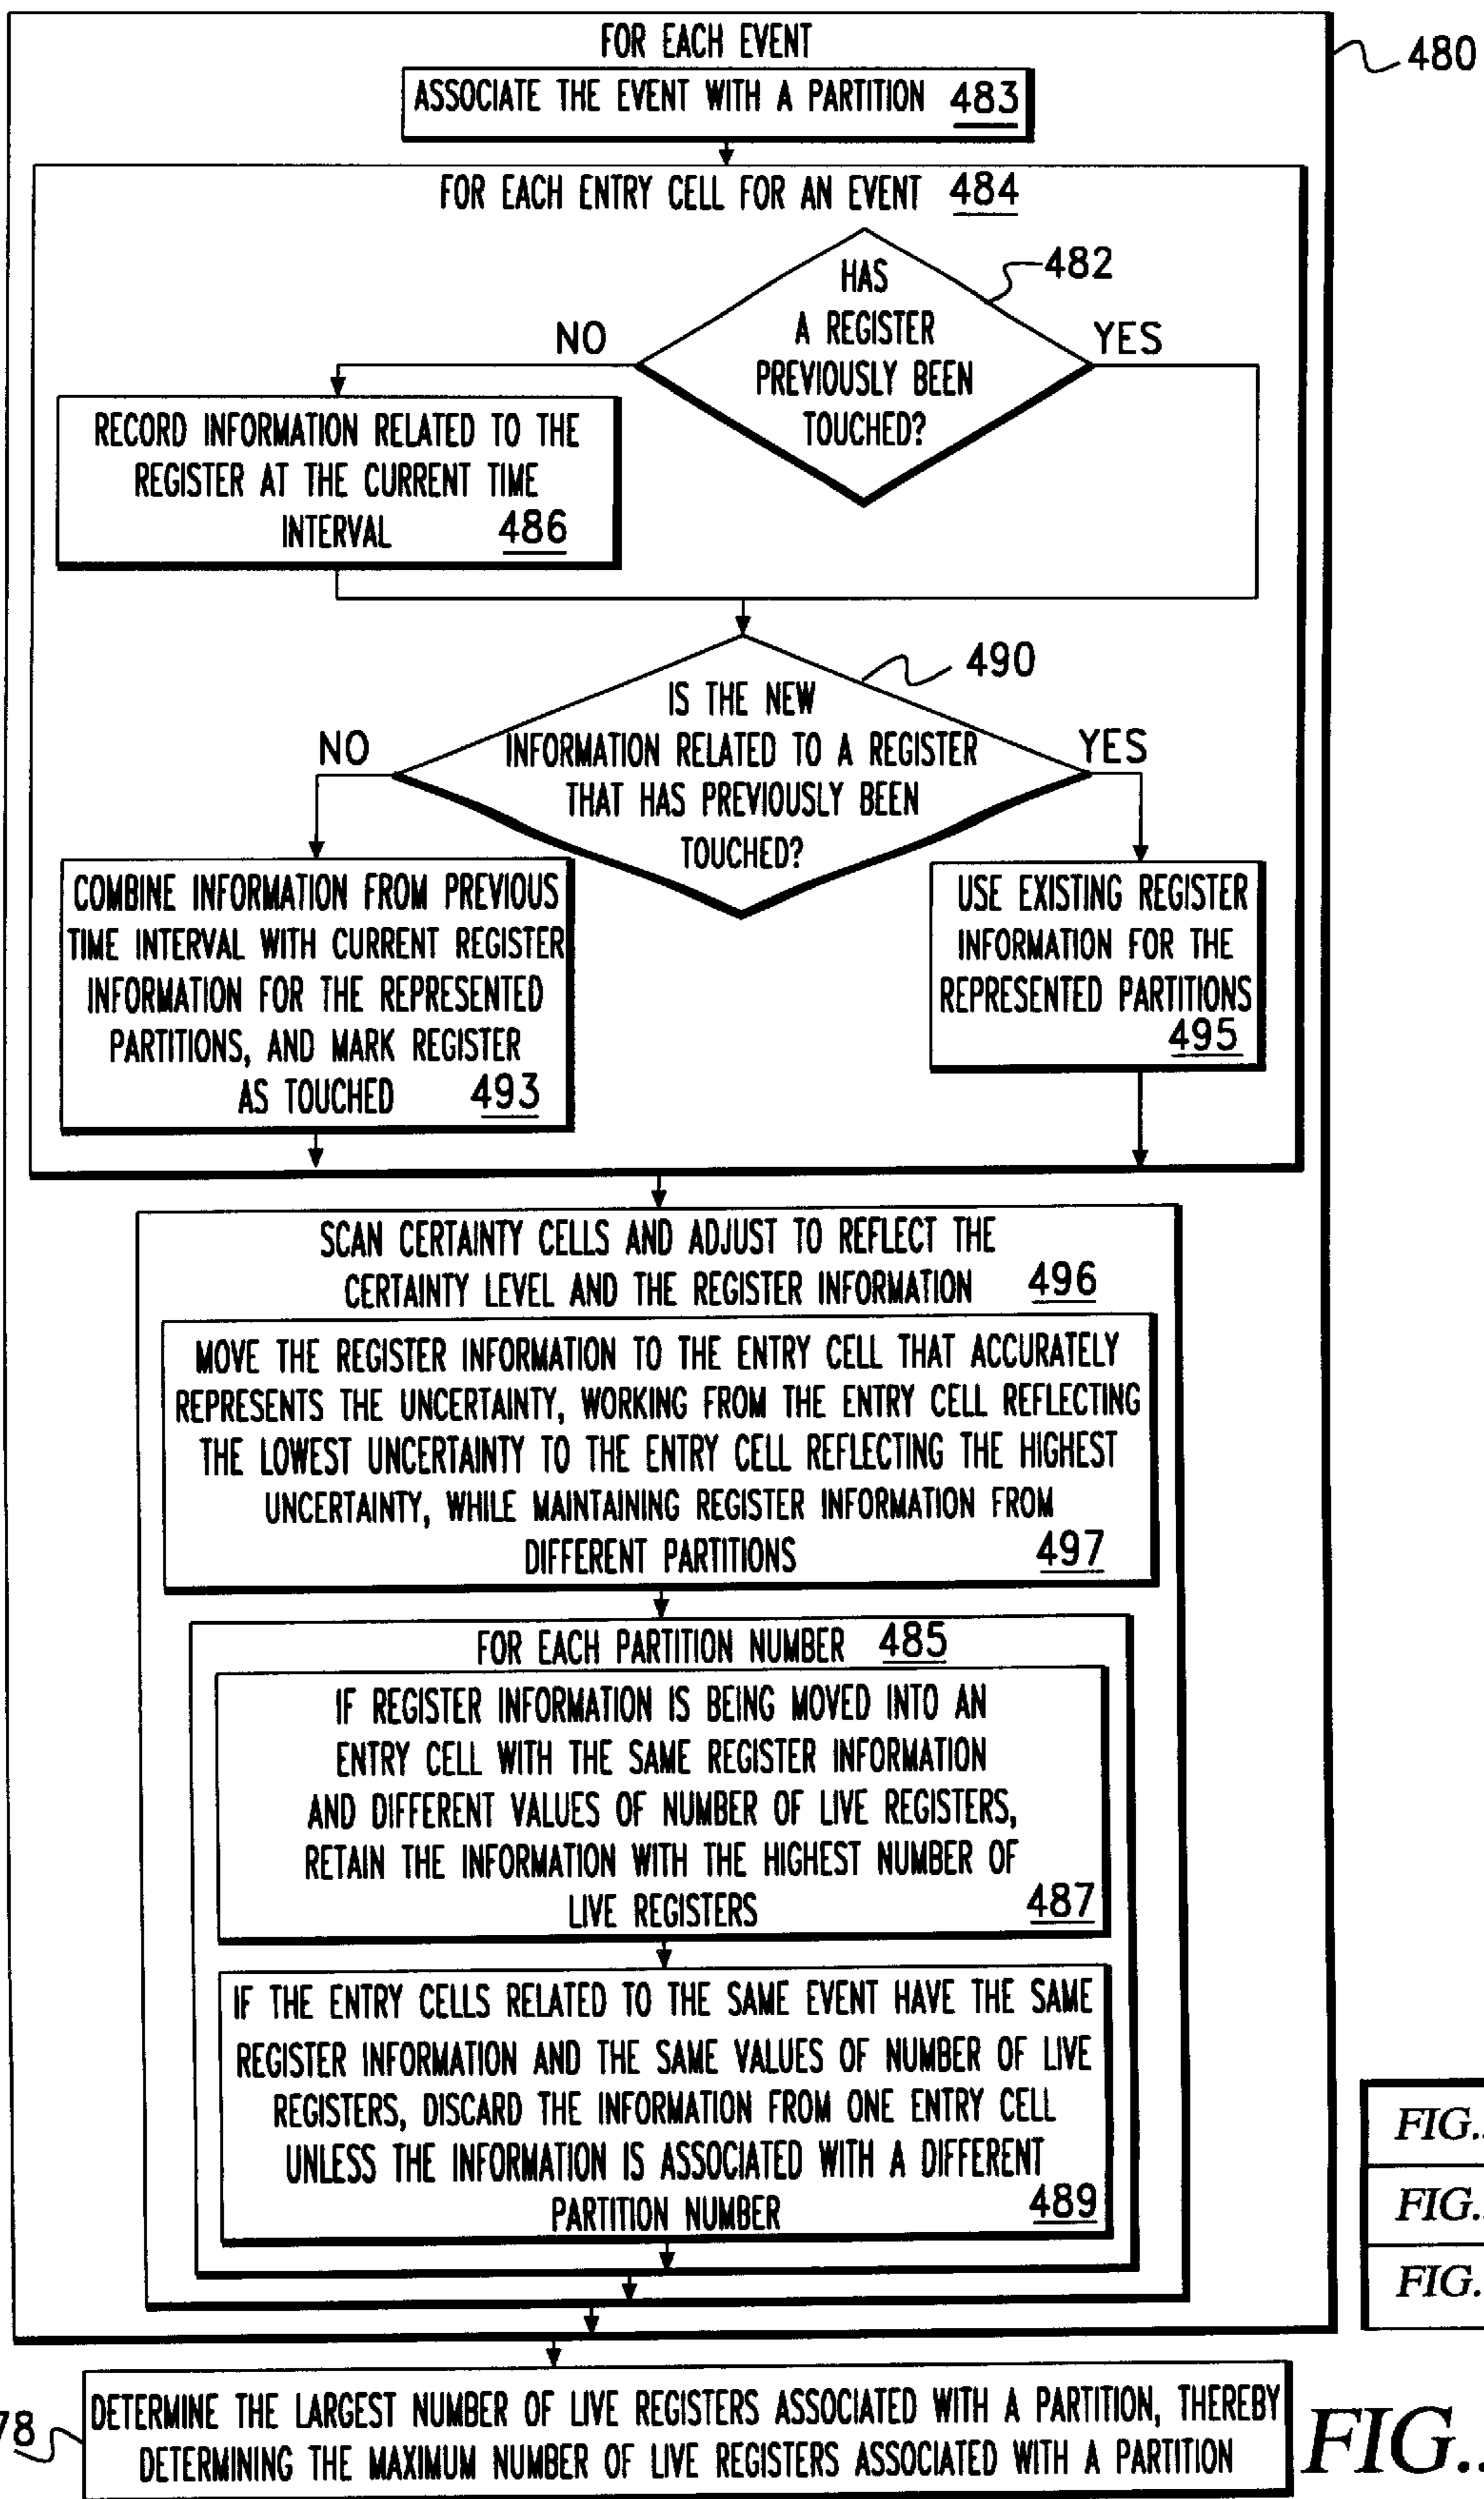 FOR EACH EVENT
480
ASSOCIATE THE EVENT WITH A PARTITION 483
FOR EACH ENTRY CELL FOR AN EVENT 484
482
HAS
A REGISTER
PREVIOUSLY BEEN
TOUCHED?
NO
YES
RECORD INFORMATION RELATED TO THE
REGISTER AT THE CURRENT TIME
INTERVAL 486
490
IS THE NEW
INFORMATION RELATED TO A REGISTER
THAT HAS PREVIOUSLY BEEN
TOUCHED?
NO
YES
COMBINE INFORMATION FROM PREVIOUS
TIME INTERVAL WITH CURRENT REGISTER
INFORMATION FOR THE REPRESENTED
PARTITIONS, AND MARK REGISTER
AS TOUCHED 493
USE EXISTING REGISTER
INFORMATION FOR THE
REPRESENTED PARTITIONS
495
SCAN CERTAINTY CELLS AND ADJUST TO REFLECT THE
CERTAINTY LEVEL AND THE REGISTER INFORMATION 496
MOVE THE REGISTER INFORMATION TO THE ENTRY CELL THAT ACCURATELY
REPRESENTS THE UNCERTAINTY, WORKING FROM THE ENTRY CELL REFLECTING
THE LOWEST UNCERTAINTY TO THE ENTRY CELL REFLECTING THE HIGHEST
UNCERTAINTY, WHILE MAINTAINING REGISTER INFORMATION FROM
DIFFERENT PARTITIONS 497
FOR EACH PARTITION NUMBER 485
IF REGISTER INFORMATION IS BEING MOVED INTO AN
ENTRY CELL WITH THE SAME REGISTER INFORMATION
AND DIFFERENT VALUES OF NUMBER OF LIVE REGISTERS,
RETAIN THE INFORMATION WITH THE HIGHEST NUMBER OF
LIVE REGISTERS 487
IF THE ENTRY CELLS RELATED TO THE SAME EVENT HAVE THE SAME
REGISTER INFORMATION AND THE SAME VALUES OF NUMBER OF LIVE
REGISTERS, DISCARD THE INFORMATION FROM ONE ENTRY CELL
UNLESS THE INFORMATION IS ASSOCIATED WITH A DIFFERENT
PARTITION NUMBER 489
FIG.
FIG.
FIG.
78
DETERMINE THE LARGEST NUMBER OF LIVE REGISTERS ASSOCIATED WITH A PARTITION, THEREBY
DETERMINING THE MAXIMUM NUMBER OF LIVE REGISTERS ASSOCIATED WITH A PARTITION
FIG.